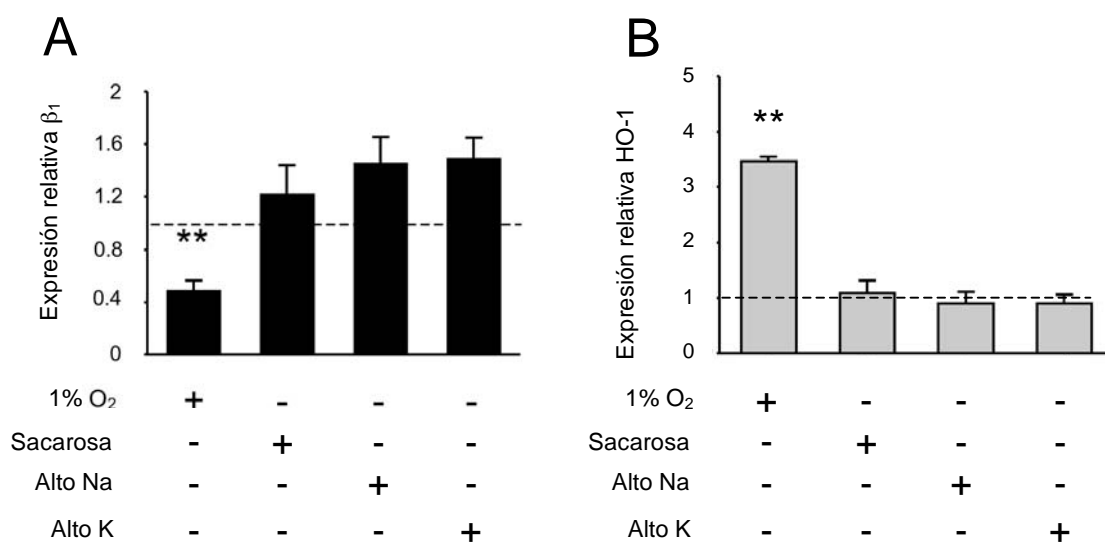 A
Expresión relativa β1
2
1.6
1.2
0.8
0.4
0
**
1% O2 + - - -
Sacarosa - + - -
Alto Na - - + -
Alto K - - - +
B
Expresión relativa HO-1
5
4
3
2
1
0
**
1% O2 + - - -
Sacarosa - + - -
Alto Na - - + -
Alto K - - - +